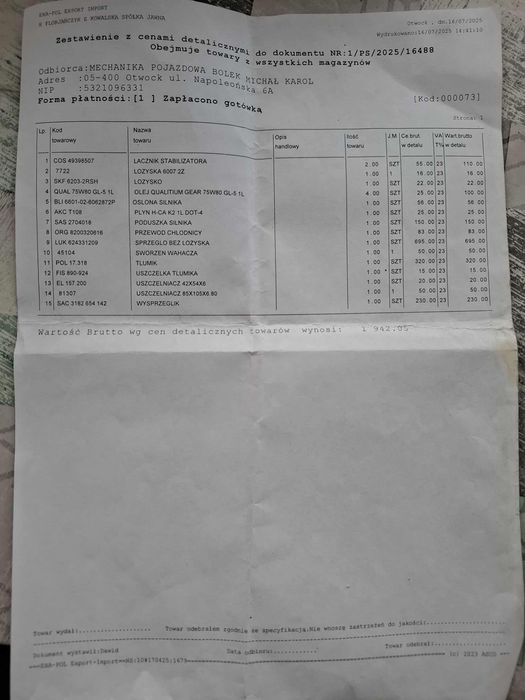 EWA-POL EXPORT IMPORT
K FLORJAŃCZYK Z KOWALSKA SPÓŁKA JAWNA
Otwock , dn.14/07/2025
Wydrukowano:14/07/2025 14:41:10
Zestawienie z cenami detalicznymi do dokumentu NR:1/PS/2025/16488
Obejmuje towary z wszystkich magazynów
Odbiorca:MECHANIKA POJAZDOWA BOLEK MICHAŁ KAROL
Adres :05-400 Otwock ul. Napoleońska 6A
NIP :5321096331
Forma płatności:[1 ] Zapłacono gotówką
[Kod:000073]
Strona: 1
Lp. Kod towarowy Nazwa towaru Opis handlowy Ilość towaru J.M Ce.brut w detalu VA T% Wart.brutto w detalu
1 COS 49398507 LACZNIK STABILIZATORA 2.00 SZT 55.00 23 110.00
2 7722 LOZYSKA 6007 2Z 1.00 1 16.00 23 16.00
3 SKF 6203-2RSH LOZYSKO 1.00 SZT 22.00 23 22.00
4 QUAL 75W80 GL-5 1L OLEJ QUALITIUM GEAR 75W80 GL-5 1L 4.00 SZT 25.00 23 100.00
5 BLI 6601-02-6062872P OSLONA SILNIKA 1.00 SZT 56.00 23 56.00
6 AKC T108 PLYN H-CA K2 1L DOT-4 1.00 SZT 25.00 23 25.00
7 SAS 2704018 PODUSZKA SILNIKA 1.00 SZT 150.00 23 150.00
8 ORG 8200320816 PRZEWOD CHLODNICY 1.00 SZT 83.00 23 83.00
9 LUK 624331209 SPRZEGLO BEZ LOZYSKA 1.00 SZT 695.00 23 695.00
10 45104 SWORZEN WAHACZA 1.00 1 50.00 23 50.00
11 POL 17.318 TLUMIK 1.00 SZT 320.00 23 320.00
12 FIS 890-924 USZCZELKA TLUMIKA 1.00 SZT 15.00 23 15.00
13 EL 157.200 USZCZELNIACZ 42X54X6 1.00 SZT 20.00 23 20.00
14 81307 USZCZELNIACZ 85X105X6.80 1.00 1 50.00 23 50.00
15 SAC 3182 654 142 WYSPRZEGLIK 1.00 SZT 230.00 23 230.00
Wartość Brutto wg cen detalicznych towarów wynosi: 1 942.05
Towar wydał:.................. Towar odebrałem zgodnie ze specyfikacją.Nie wnoszę zastrzeżeń do jakości:..................
Dokument wystawił:Dawid Data odbioru:........... Towar odebrał:..................
(c) 2023